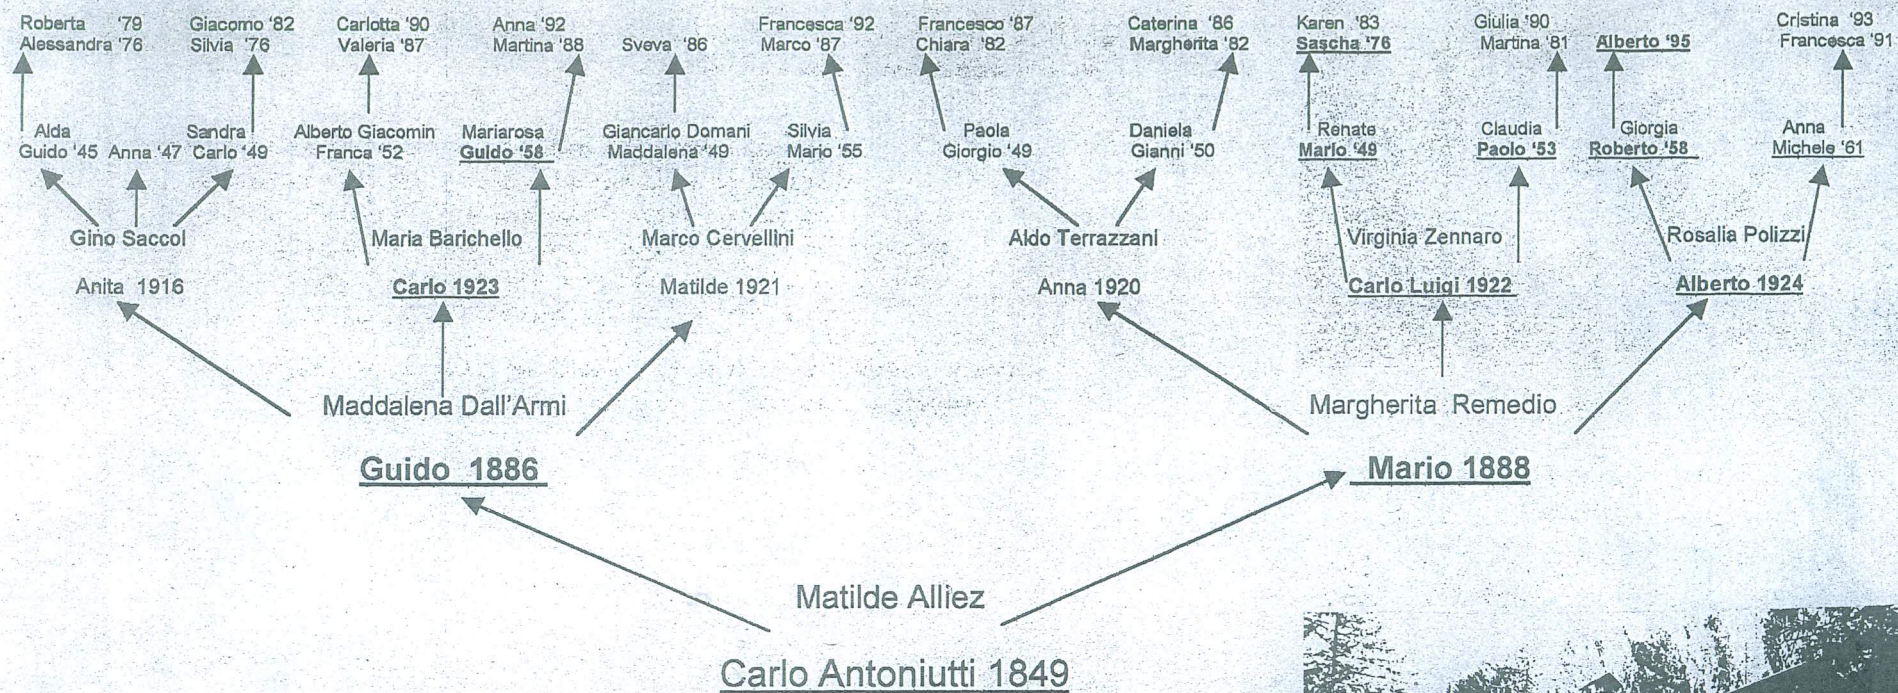 Roberta '79 Giacomo '82 Carlotta '90 Anna '92 Francesca '92 Francesco '87 Caterina '86 Karen '83 Giulia '90 Cristina '93
Alessandra '76 Silvia '76 Valeria '87 Martina '88 Sveva '86 Marco '87 Chiara '82 Margherita '82 Sascha '76 Martina '81 Alberto '95 Francesca '91
Alda Sandra Alberto Giacomin Mariarosa Giancarlo Domani Silvia Paola Daniela Renate Claudia Giorgia Anna
Guido '45 Anna '47 Carlo '49 Franca '52 Guido '58 Maddalena '49 Mario '55 Giorgio '49 Gianni '50 Mario '49 Paolo '53 Roberto '58 Michele '61
Gino Saccol Maria Barichello Marco Cervellini Aldo Terrazzani Virginia Zennaro Rosalia Polizzi
Anita 1916 Carlo 1923 Matilde 1921 Anna 1920 Carlo Luigi 1922 Alberto 1924
Maddalena Dall'Armi Margherita Remedio
Guido 1886 Mario 1888
Matilde Alliez
Carlo Antoniutti 1849